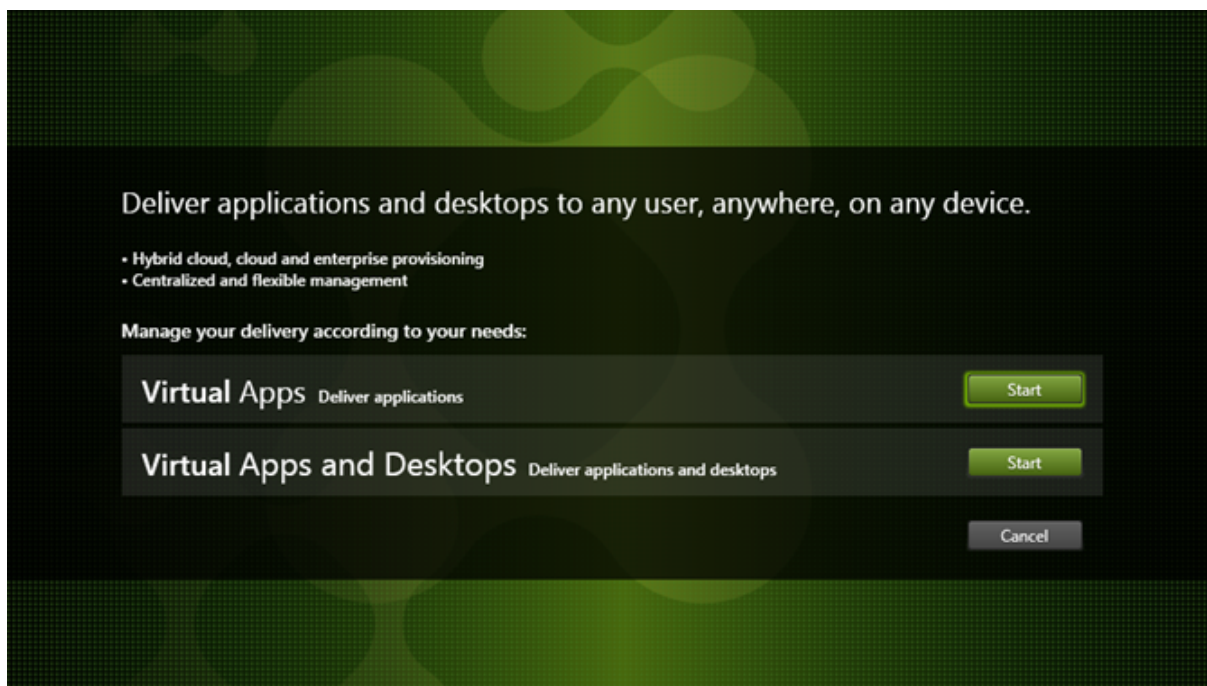 Deliver applications and desktops to any user, anywhere, on any device.
• Hybrid cloud, cloud and enterprise provisioning
• Centralized and flexible management
Manage your delivery according to your needs:
Virtual Apps Deliver applications
Start
Virtual Apps and Desktops Deliver applications and desktops
Start
Cancel